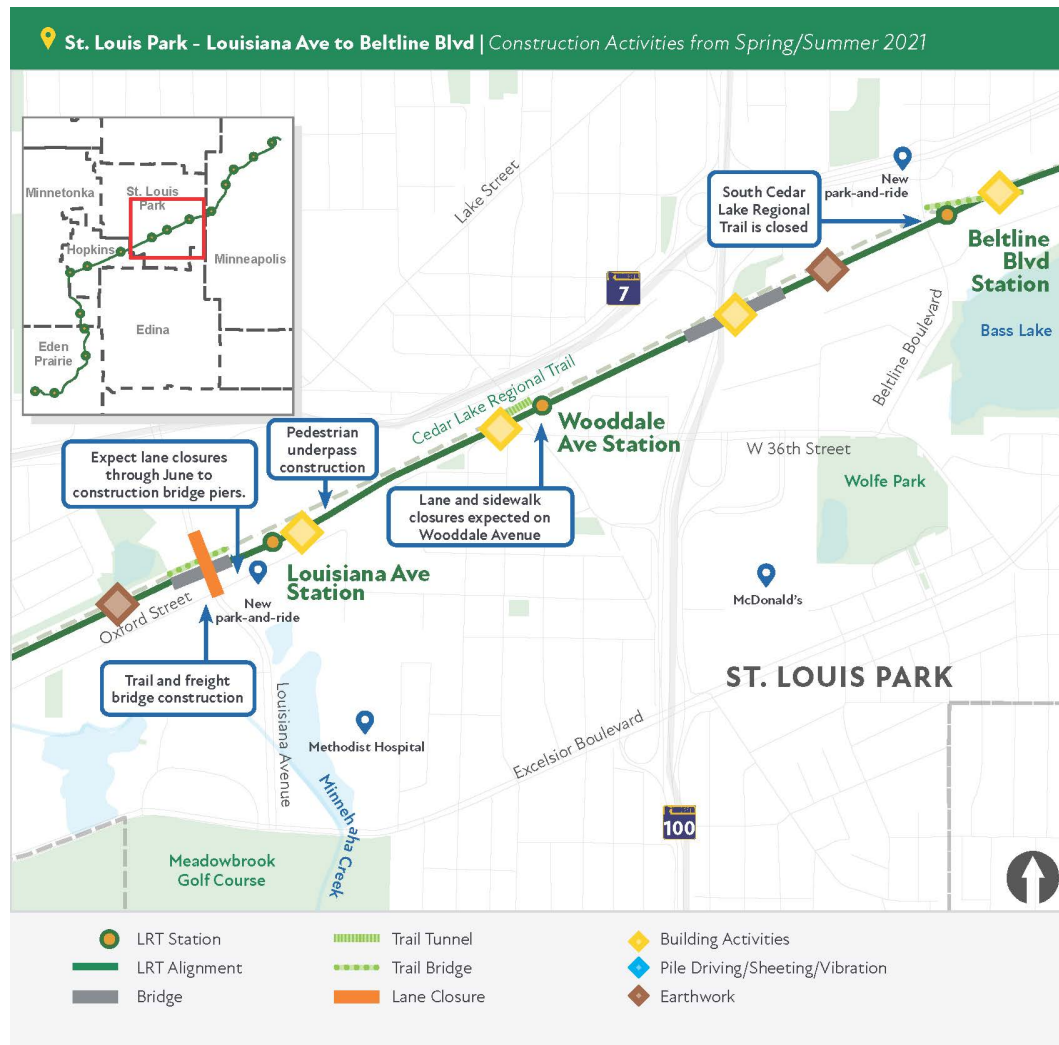 St. Louis Park - Louisiana Ave to Beltline Blvd | Construction Activities from Spring/Summer 2021
Minnetonka
St. Louis
Park
Hopkins
Minneapolis
Edina
Eden
Prairie
Lake Street
MINNESOTA
7
South Cedar
Lake Regional
Trail is closed
New
park-and-ride
Beltline
Blvd
Station
Bass Lake
Beltline Boulevard
Cedar Lake Regional Trail
Wooddale
Ave Station
W 36th Street
Wolfe Park
Pedestrian
underpass
construction
Expect lane closures
through June to
construction bridge piers.
Lane and sidewalk
closures expected on
Wooddale Avenue
Louisiana Ave
Station
New
park-and-ride
Oxford Street
Trail and freight
bridge construction
McDonald's
ST. LOUIS PARK
Louisiana Avenue
Methodist Hospital
Excelsior Boulevard
Minnehaha Creek
MINNESOTA
100
Meadowbrook
Golf Course
LRT Station
LRT Alignment
Bridge
Trail Tunnel
Trail Bridge
Lane Closure
Building Activities
Pile Driving/Sheeting/Vibration
Earthwork